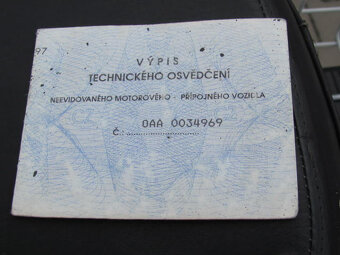 97
VÝPIS
TECHNICKÉHO OSVĚDČENÍ
NEEVIDOVANÉHO MOTOROVÉHO - PŘÍPOJNÉHO VOZIDLA
Č.: 0AA 0034969